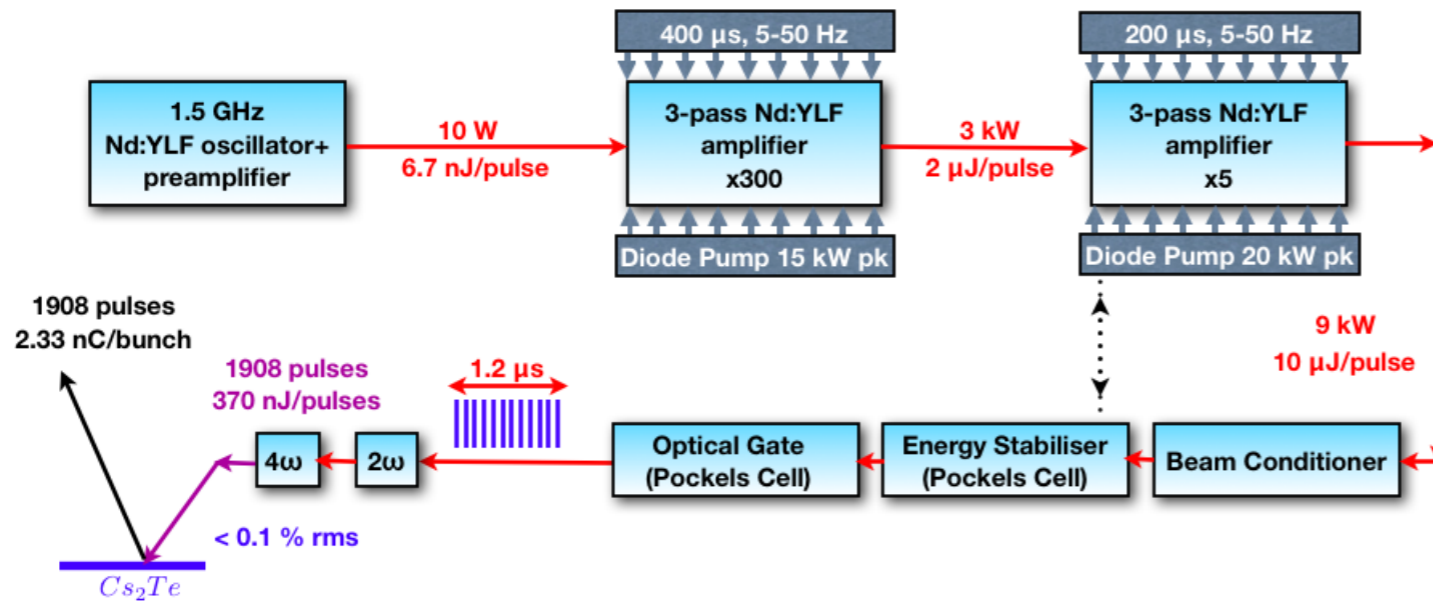 400 µs, 5-50 Hz
200 µs, 5-50 Hz
1.5 GHz
Nd:YLF oscillator+
preamplifier
10 W
6.7 nJ/pulse
3-pass Nd:YLF
amplifier
x300
3 kW
2 µJ/pulse
3-pass Nd:YLF
amplifier
x5
Diode Pump 15 kW pk
Diode Pump 20 kW pk
9 kW
10 µJ/pulse
1908 pulses
2.33 nC/bunch
1908 pulses
370 nJ/pulses
1.2 µs
4ω
2ω
Optical Gate
(Pockels Cell)
Energy Stabiliser
(Pockels Cell)
Beam Conditioner
< 0.1 % rms
Cs₂Te